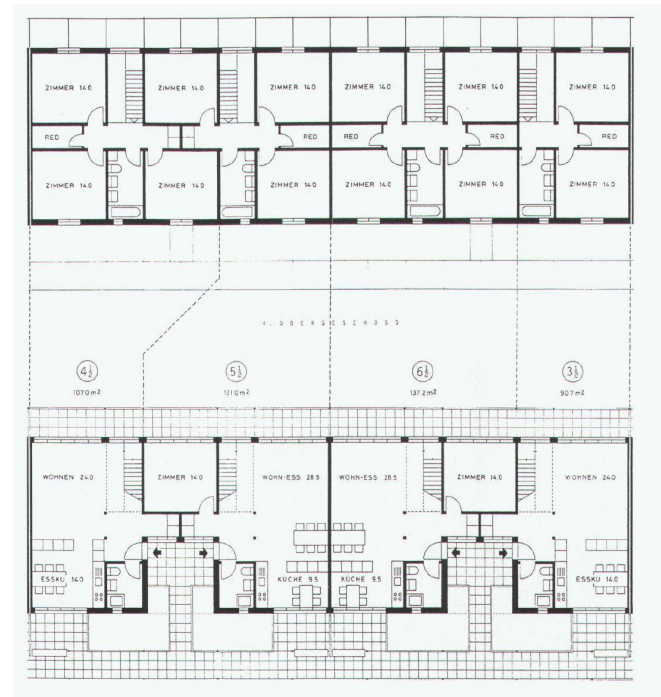 ZIMMER 14.0 ZIMMER 14.0 ZIMMER 14.0 ZIMMER 14.0 ZIMMER 14.0 ZIMMER 14.0
RED RED RED RED RED
ZIMMER 14.0 ZIMMER 14.0 ZIMMER 14.0 ZIMMER 14.0 ZIMMER 14.0 ZIMMER 14.0
4. OBERGESCHOSS
4½ 5½ 6½ 3½
107.0 m² 121.0 m² 137.2 m² 90.7 m²
WOHNEN 24.0 ZIMMER 14.0 WOHN-ESS 28.5 WOHN-ESS 28.5 ZIMMER 14.0 WOHNEN 24.0
ESSKÜ 14.0 KÜCHE 9.5 KÜCHE 9.5 ESSKÜ 14.0